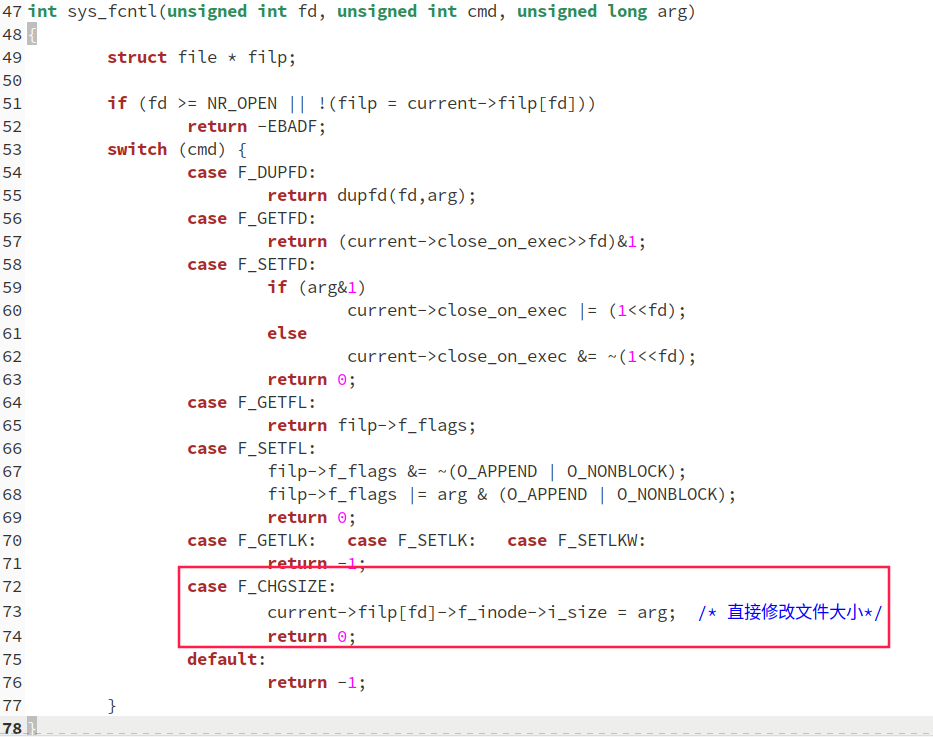 47 int sys_fcntl(unsigned int fd, unsigned int cmd, unsigned long arg)
48 {
49         struct file * filp;
50
51         if (fd >= NR_OPEN || !(filp = current->filp[fd]))
52                 return -EBADF;
53         switch (cmd) {
54                 case F_DUPFD:
55                         return dupfd(fd,arg);
56                 case F_GETFD:
57                         return (current->close_on_exec>>fd)&1;
58                 case F_SETFD:
59                         if (arg&1)
60                                 current->close_on_exec |= (1<<fd);
61                         else
62                                 current->close_on_exec &= ~(1<<fd);
63                         return 0;
64                 case F_GETFL:
65                         return filp->f_flags;
66                 case F_SETFL:
67                         filp->f_flags &= ~(O_APPEND | O_NONBLOCK);
68                         filp->f_flags |= arg & (O_APPEND | O_NONBLOCK);
69                         return 0;
70                 case F_GETLK:   case F_SETLK:   case F_SETLKW:
71                         return -1;
72                 case F_CHGSIZE:
73                         current->filp[fd]->f_inode->i_size = arg;  /* 直接修改文件大小*/
74                         return 0;
75                 default:
76                         return -1;
77         }
78 }